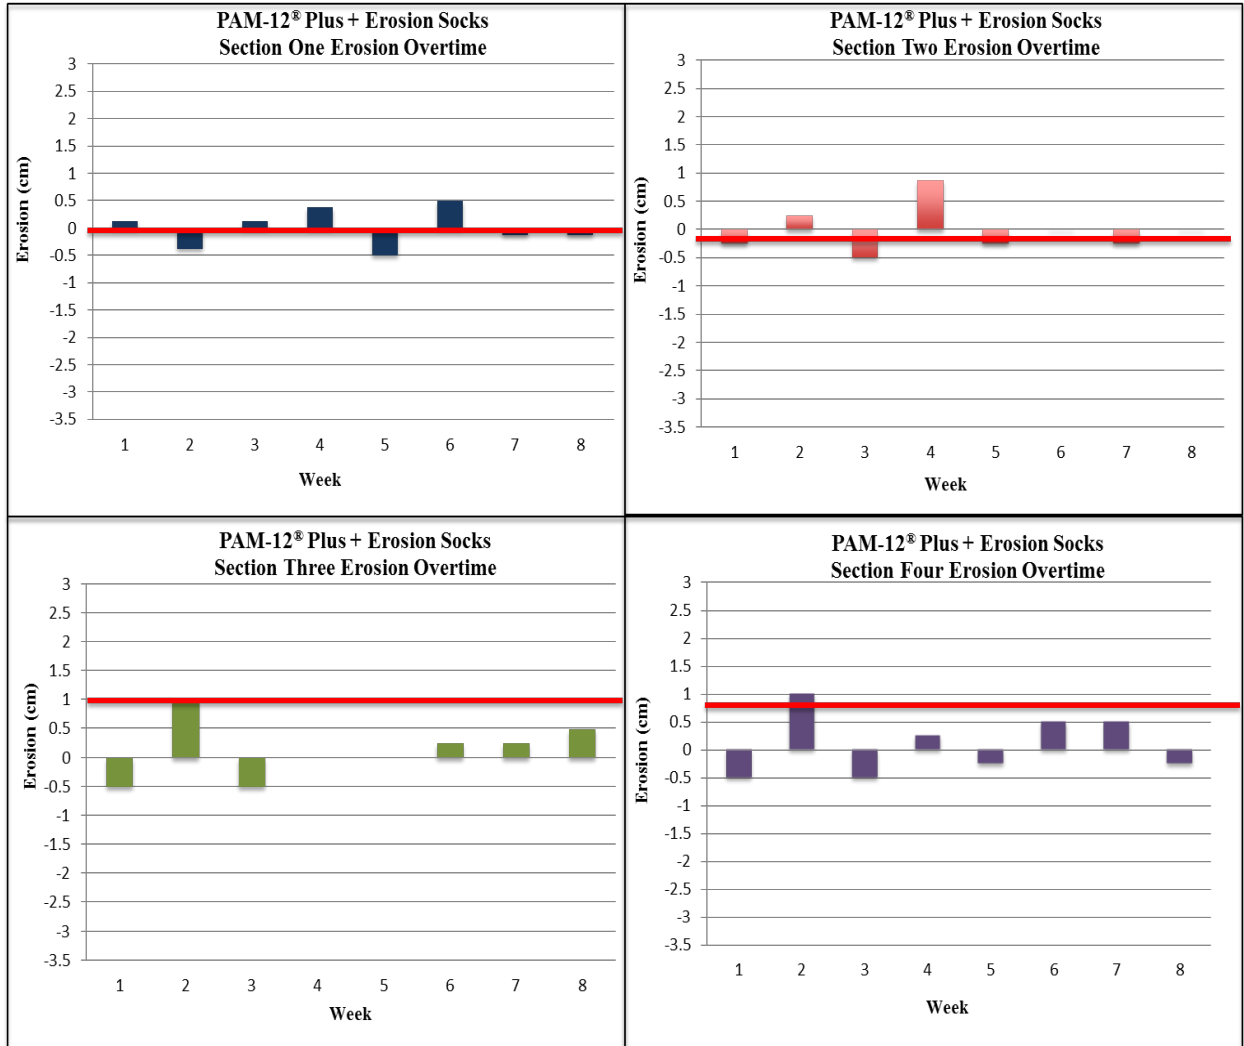 PAM-12® Plus + Erosion Socks
Section One Erosion Overtime
3
2.5
2
1.5
1
0.5
0
-0.5
-1
-1.5
-2
-2.5
-3
-3.5
Erosion (cm)
1 2 3 4 5 6 7 8
Week
PAM-12® Plus + Erosion Socks
Section Two Erosion Overtime
3
2.5
2
1.5
1
0.5
0
-0.5
-1
-1.5
-2
-2.5
-3
-3.5
Erosion (cm)
1 2 3 4 5 6 7 8
Week
PAM-12® Plus + Erosion Socks
Section Three Erosion Overtime
3
2.5
2
1.5
1
0.5
0
-0.5
-1
-1.5
-2
-2.5
-3
-3.5
Erosion (cm)
1 2 3 4 5 6 7 8
Week
PAM-12® Plus + Erosion Socks
Section Four Erosion Overtime
3
2.5
2
1.5
1
0.5
0
-0.5
-1
-1.5
-2
-2.5
-3
-3.5
Erosion (cm)
1 2 3 4 5 6 7 8
Week